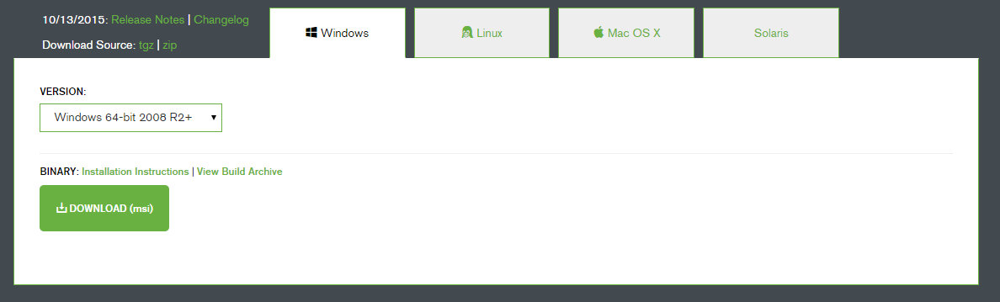 10/13/2015: Release Notes | Changelog
Download Source: tgz | zip
Windows
Linux
Mac OS X
Solaris
VERSION:
Windows 64-bit 2008 R2+
BINARY: Installation Instructions | View Build Archive
DOWNLOAD (msi)